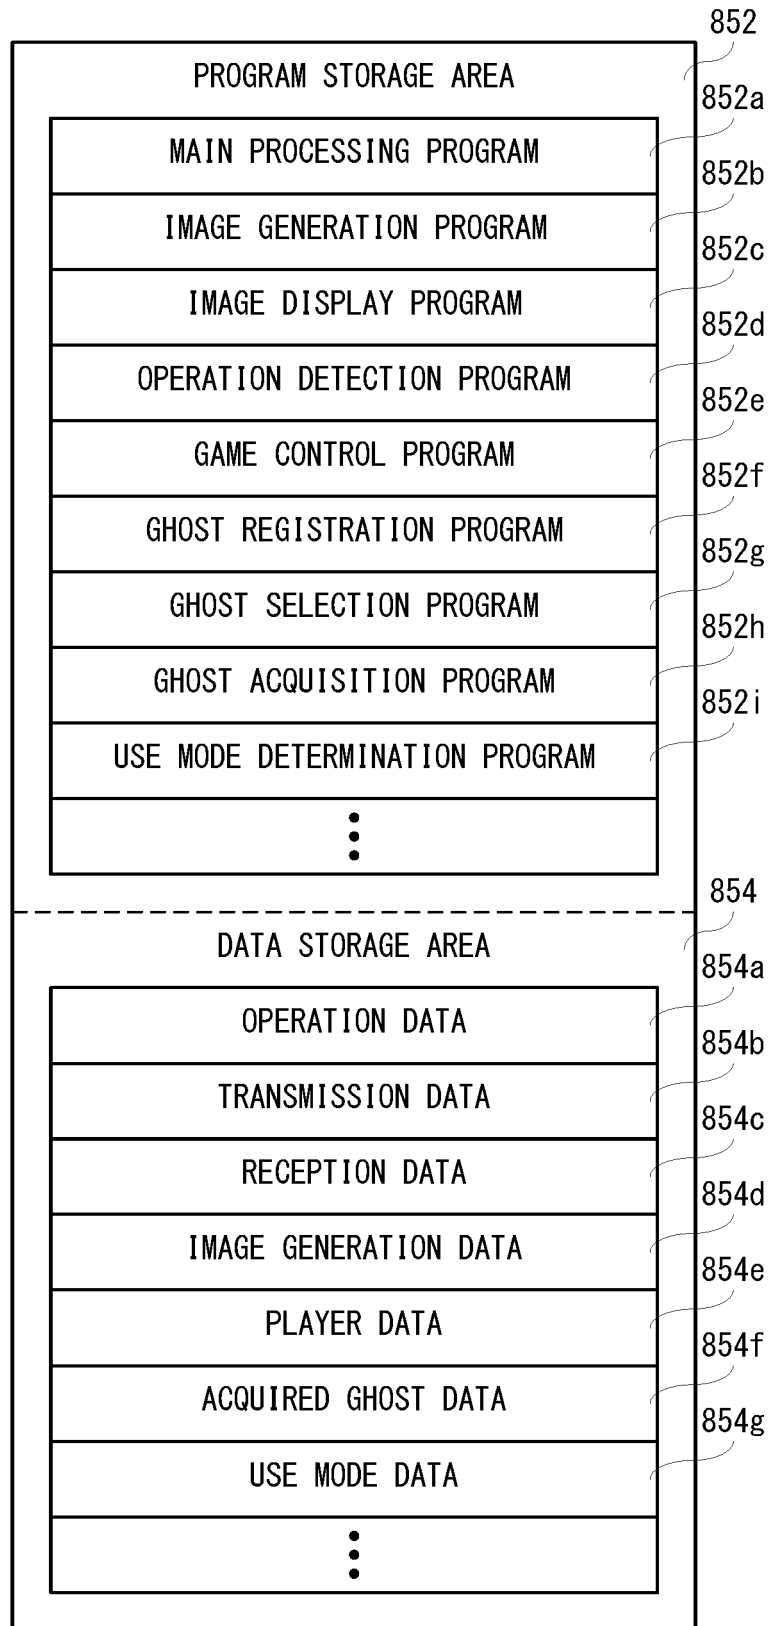 852
PROGRAM STORAGE AREA
852a
MAIN PROCESSING PROGRAM
852b
IMAGE GENERATION PROGRAM
852c
IMAGE DISPLAY PROGRAM
852d
OPERATION DETECTION PROGRAM
852e
GAME CONTROL PROGRAM
852f
GHOST REGISTRATION PROGRAM
852g
GHOST SELECTION PROGRAM
852h
GHOST ACQUISITION PROGRAM
852i
USE MODE DETERMINATION PROGRAM
854
DATA STORAGE AREA
854a
OPERATION DATA
854b
TRANSMISSION DATA
854c
RECEPTION DATA
854d
IMAGE GENERATION DATA
854e
PLAYER DATA
854f
ACQUIRED GHOST DATA
854g
USE MODE DATA